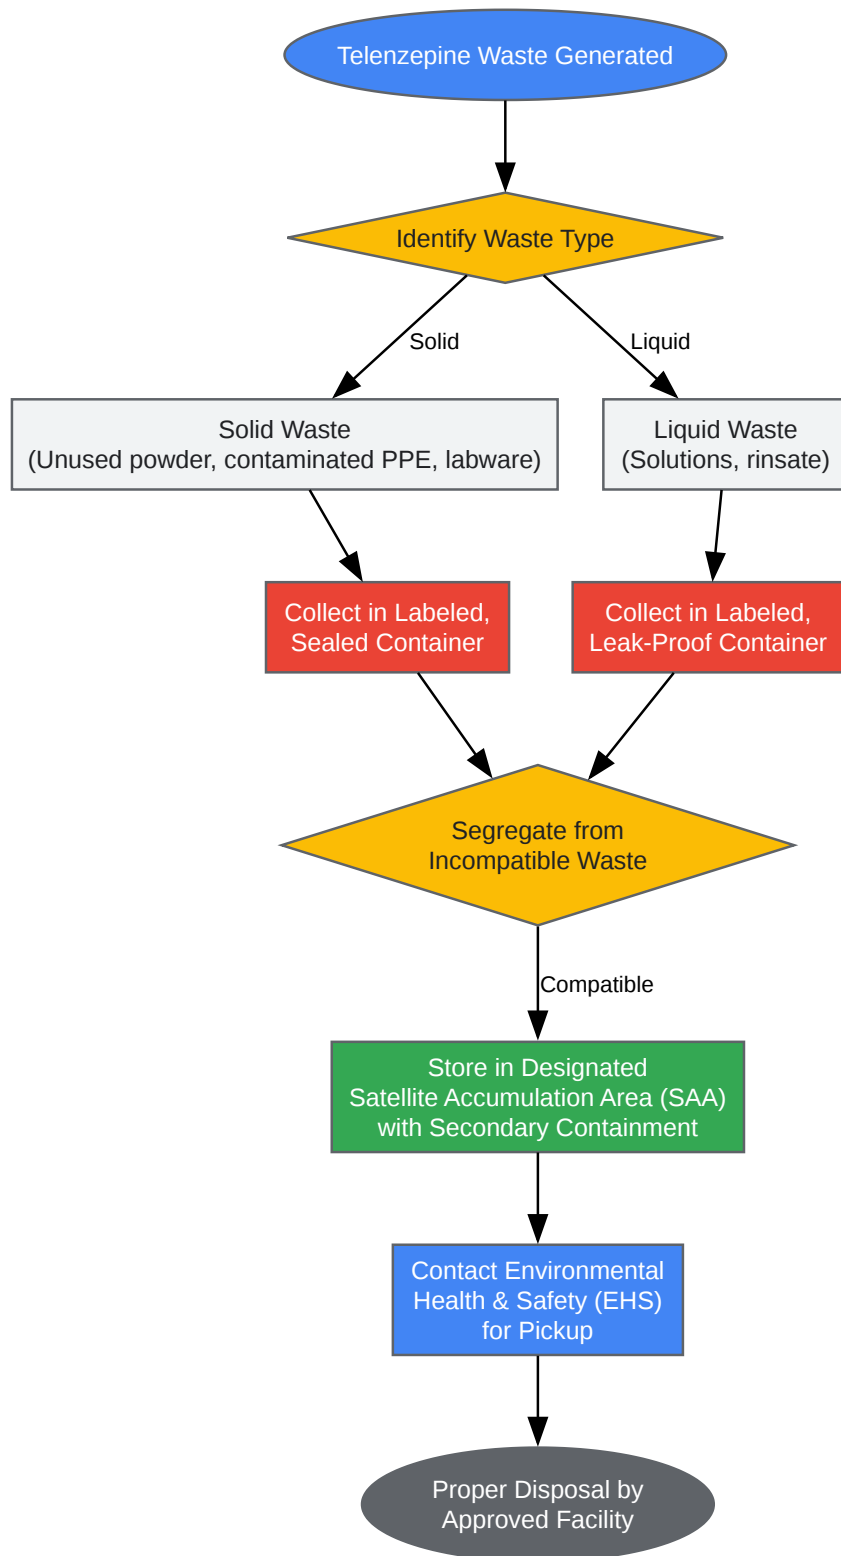 Telenzepine Waste Generated
Identify Waste Type
Solid
Liquid
Solid Waste
(Unused powder, contaminated PPE, labware)
Liquid Waste
(Solutions, rinsate)
Collect in Labeled,
Sealed Container
Collect in Labeled,
Leak-Proof Container
Segregate from
Incompatible Waste
Compatible
Store in Designated
Satellite Accumulation Area (SAA)
with Secondary Containment
Contact Environmental
Health & Safety (EHS)
for Pickup
Proper Disposal by
Approved Facility